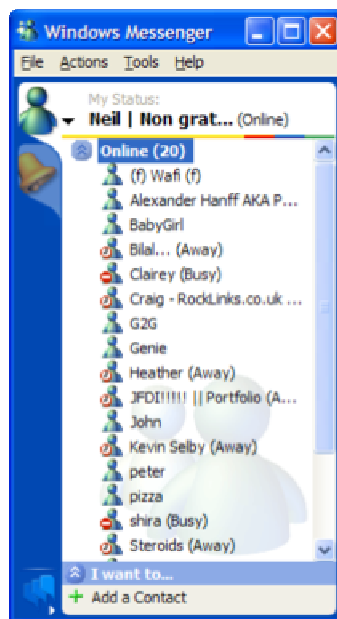 Windows Messenger
File Actions Tools Help
My Status:
Neil | Non grat... (Online)
Online (20)
(f) Wafi (f)
Alexander Hanff AKA P...
BabyGirl
Bilal... (Away)
Clairey (Busy)
Craig - RockLinks.co.uk ...
G2G
Genie
Heather (Away)
JFDI!!!!! || Portfolio (A...
John
Kevin Selby (Away)
peter
pizza
shira (Busy)
Steroids (Away)
I want to...
Add a Contact